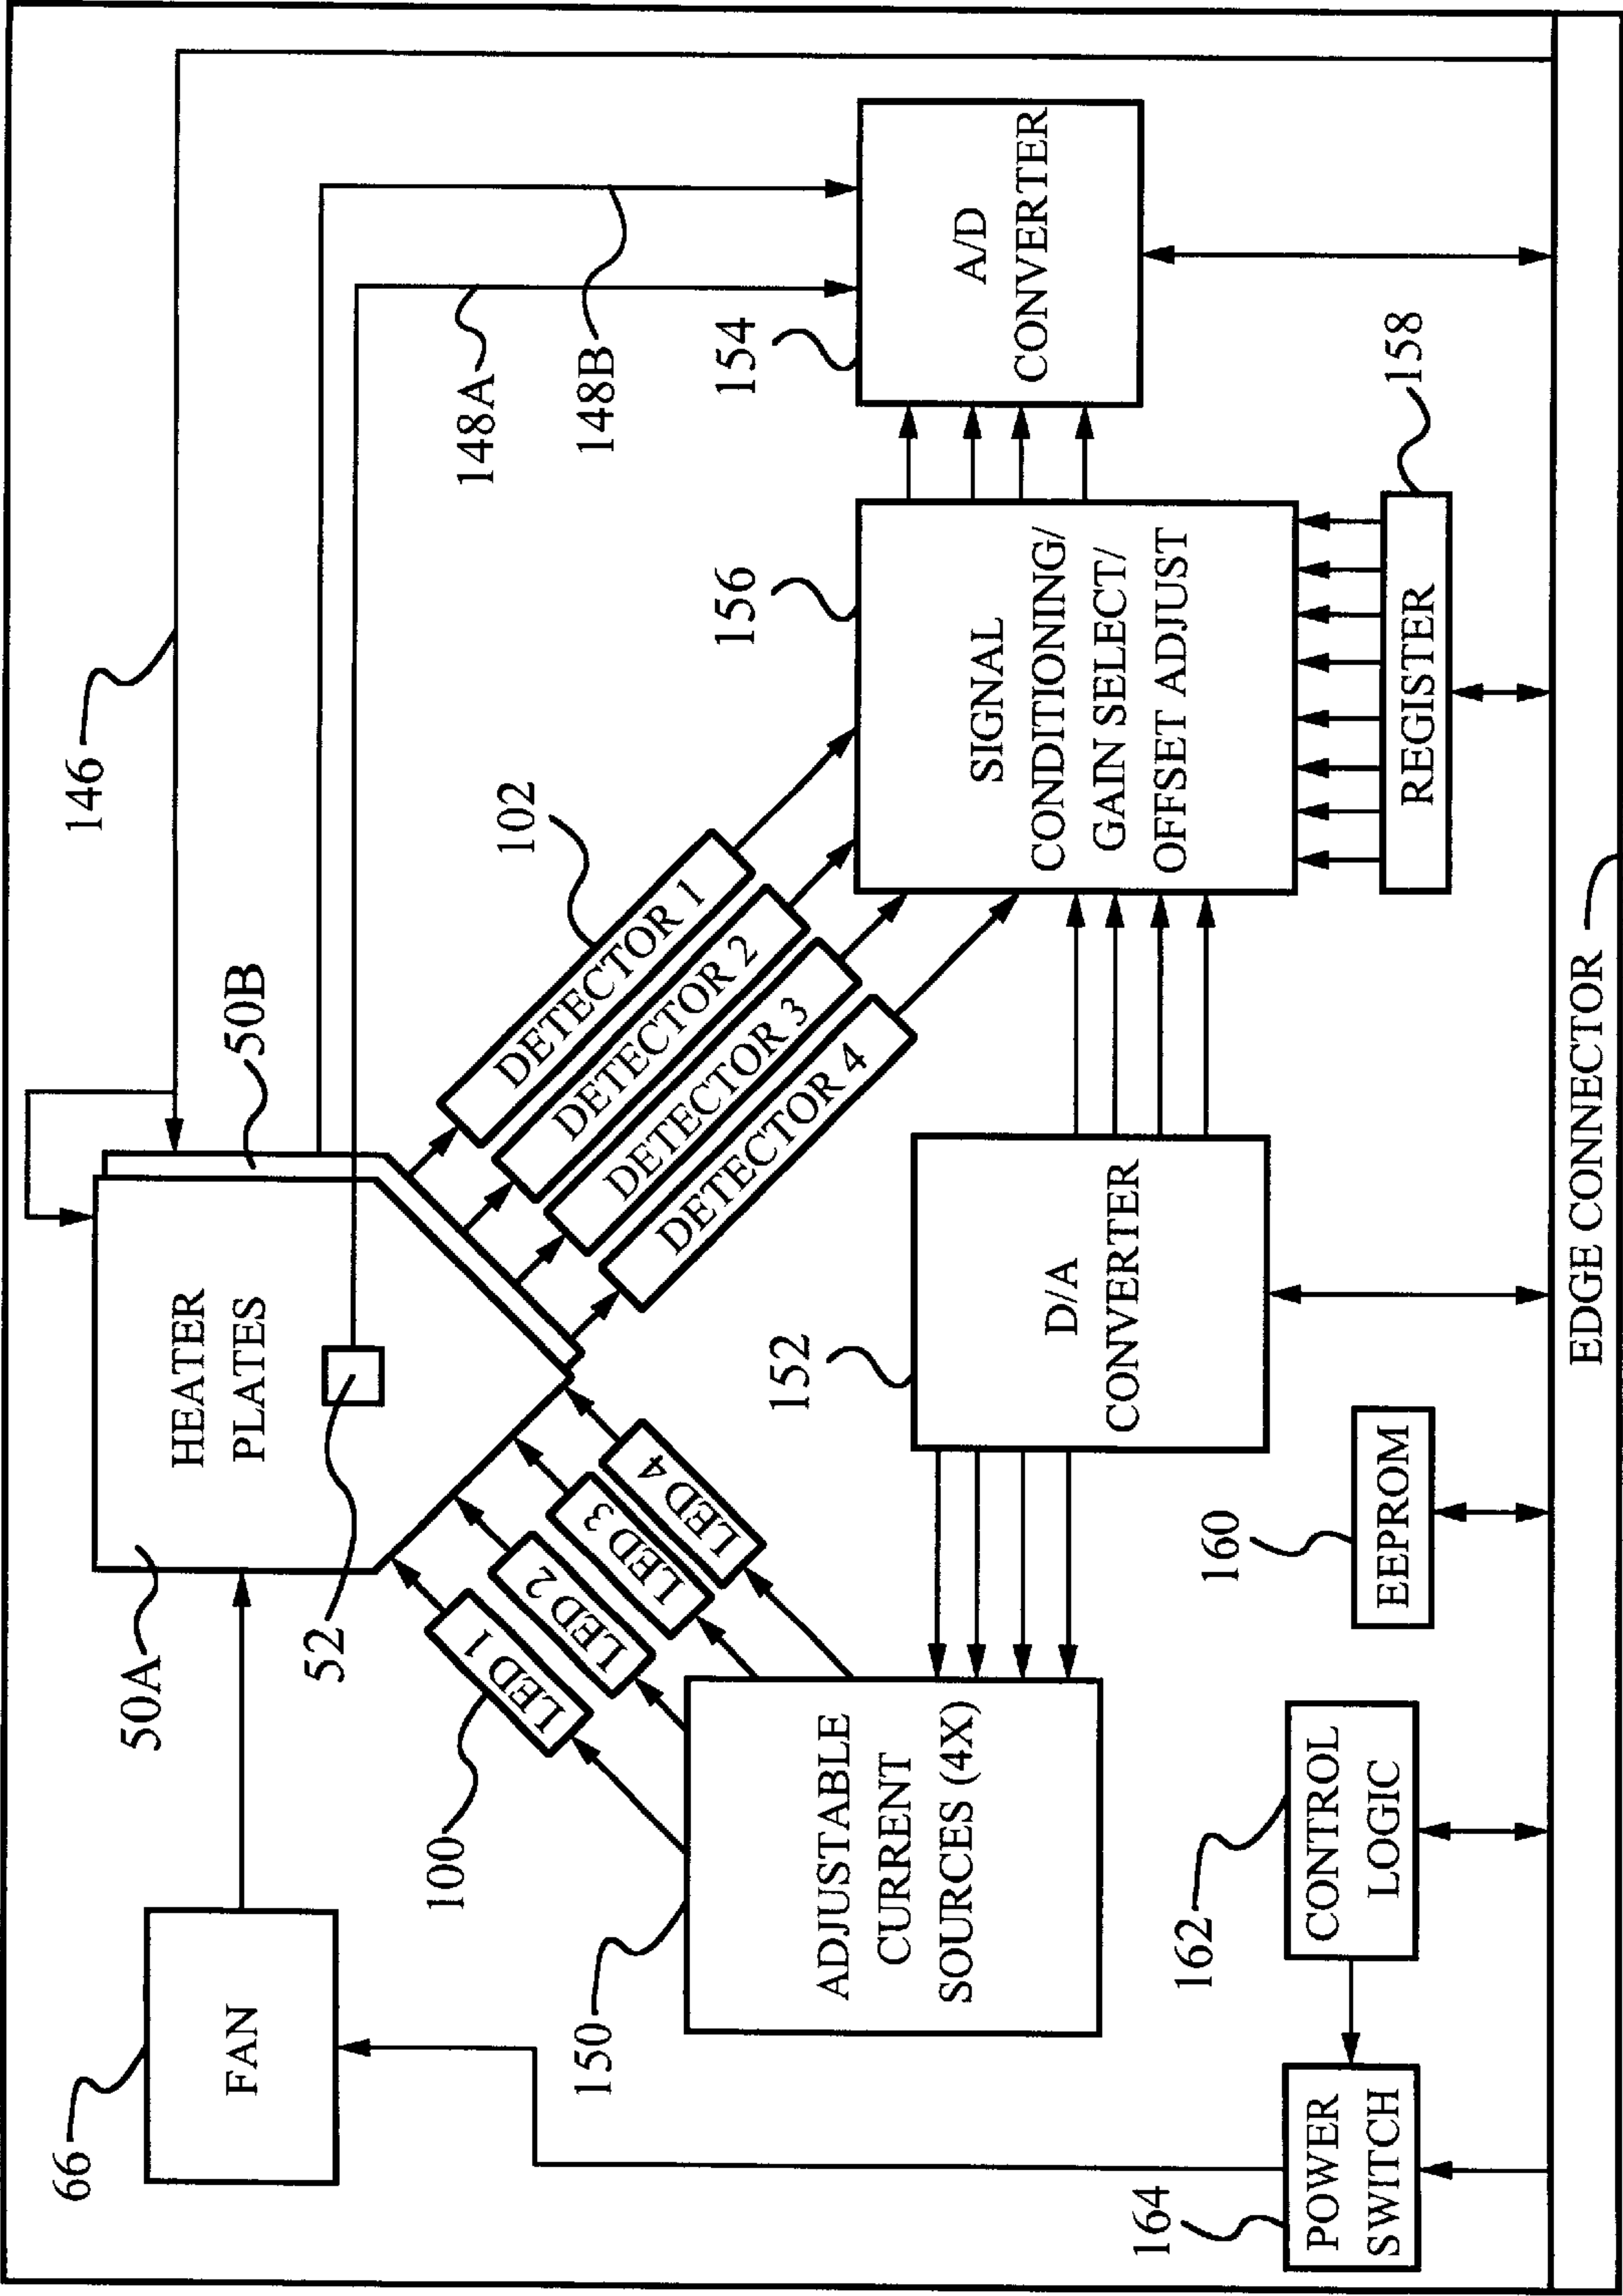 146
148A
148B
50B
50A
52
HEATER
PLATES
66
FAN
100
LED 1
LED 2
LED 3
LED 4
102
DETECTOR 1
DETECTOR 2
DETECTOR 3
DETECTOR 4
150
ADJUSTABLE
CURRENT
SOURCES (4X)
152
D/A
CONVERTER
156
SIGNAL
CONDITIONING/
GAIN SELECT/
OFFSET ADJUST
154
A/D
CONVERTER
164
POWER
SWITCH
162
CONTROL
LOGIC
160
EEPROM
158
REGISTER
EDGE CONNECTOR